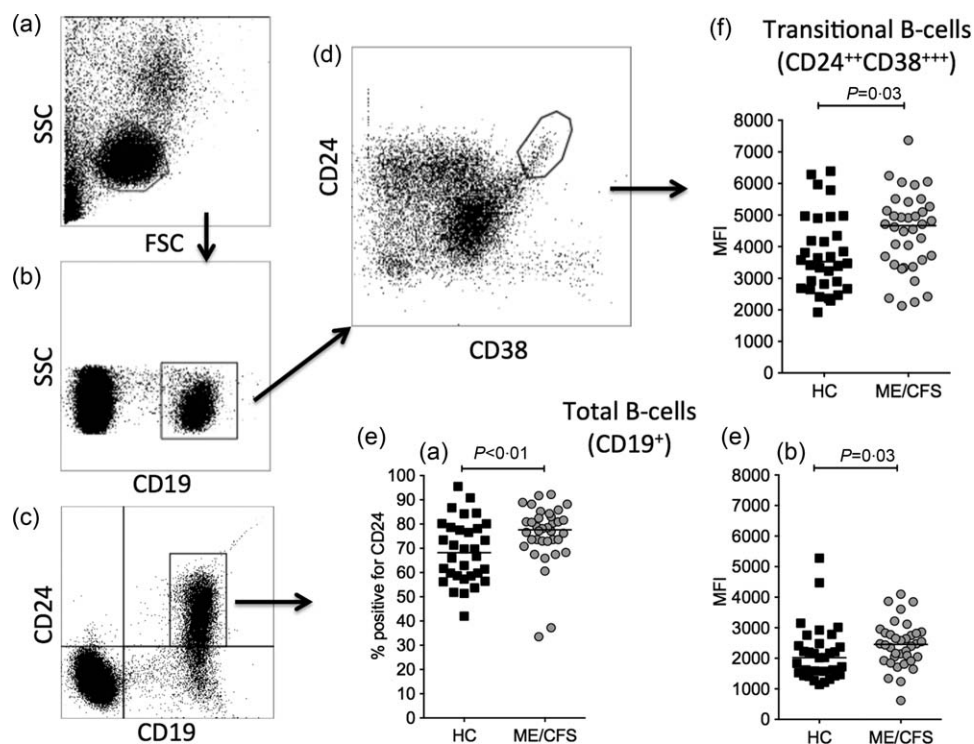 (a)
SSC
FSC
(b)
SSC
CD19
(c)
CD24
CD19
(d)
CD24
CD38
(f) Transitional B-cells
(CD24⁺⁺CD38⁺⁺⁺)
P=0·03
8000
7000
6000
5000
4000
3000
2000
1000
0
MFI
HC ME/CFS
Total B-cells
(CD19⁺)
(e) (a)
P<0·01
100
90
80
70
60
50
40
30
20
10
0
% positive for CD24
HC ME/CFS
(e) (b)
P=0·03
8000
7000
6000
5000
4000
3000
2000
1000
0
MFI
HC ME/CFS